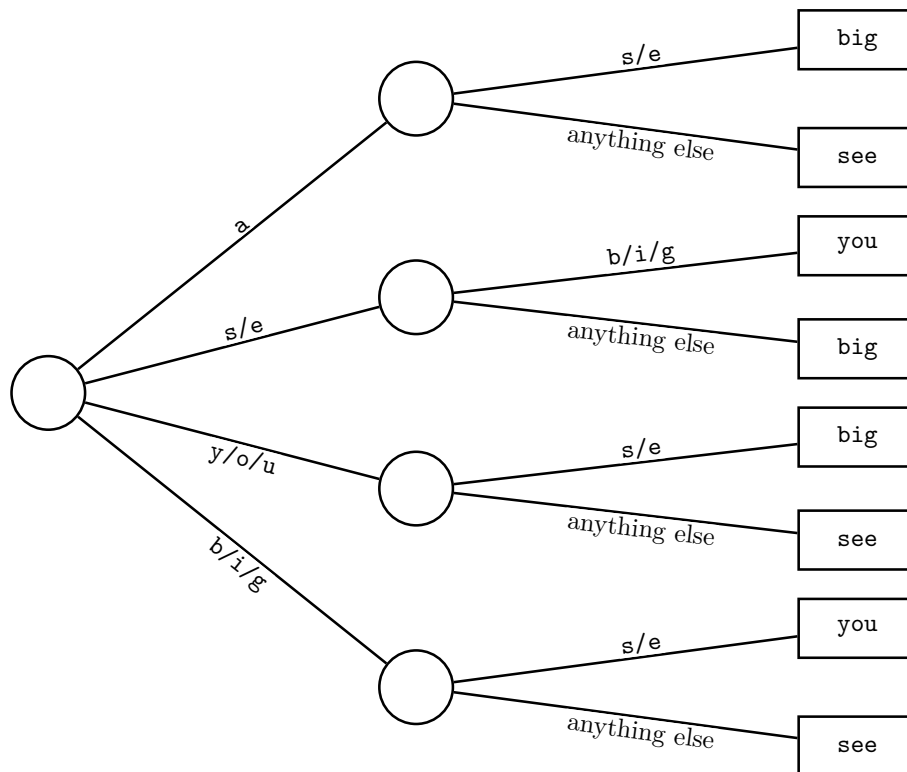 s/e
big
anything else
see
a
b/i/g
you
s/e
anything else
big
y/o/u
s/e
big
anything else
see
b/i/g
s/e
you
anything else
see